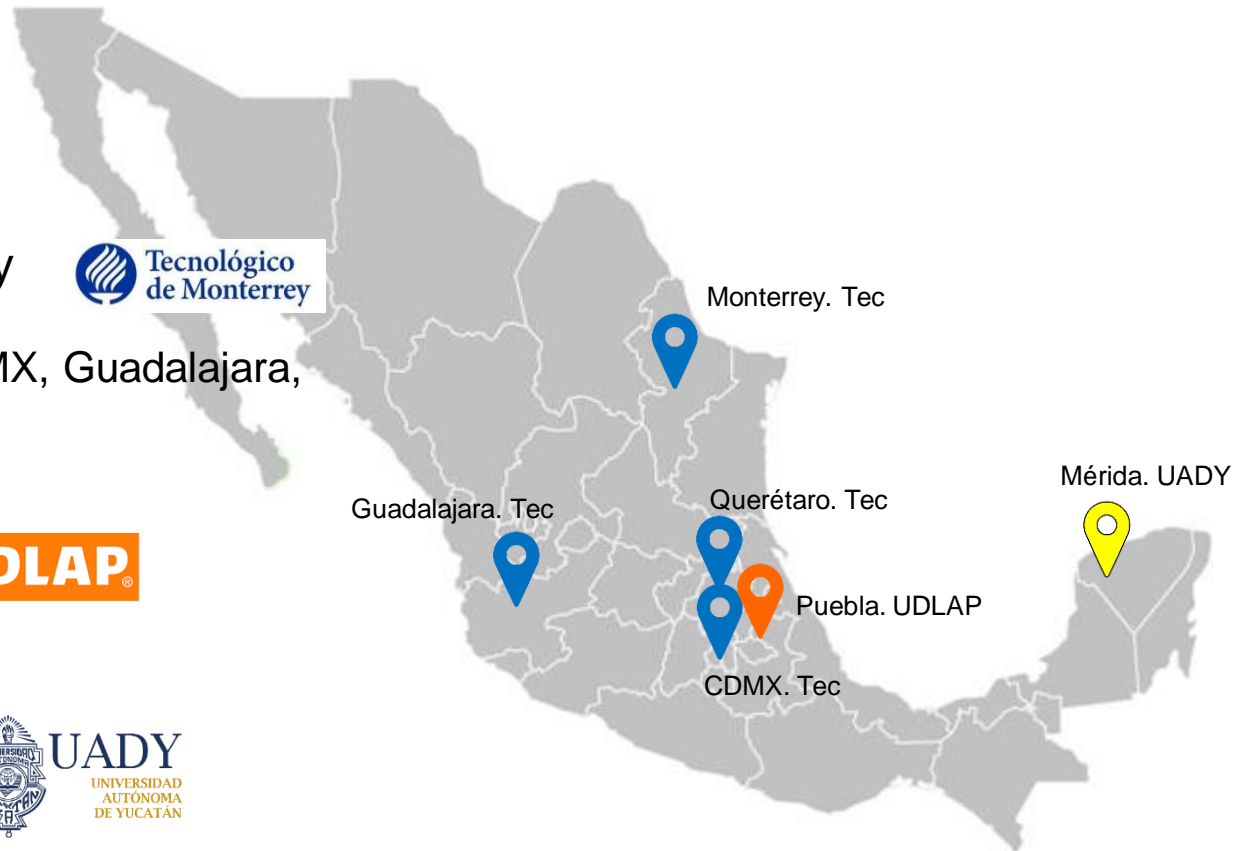 y
Tecnológico
de Monterrey
MX, Guadalajara,
DLAP®
UADY
UNIVERSIDAD
AUTÓNOMA
DE YUCATÁN
Monterrey. Tec
Guadalajara. Tec
Querétaro. Tec
Mérida. UADY
Puebla. UDLAP
CDMX. Tec